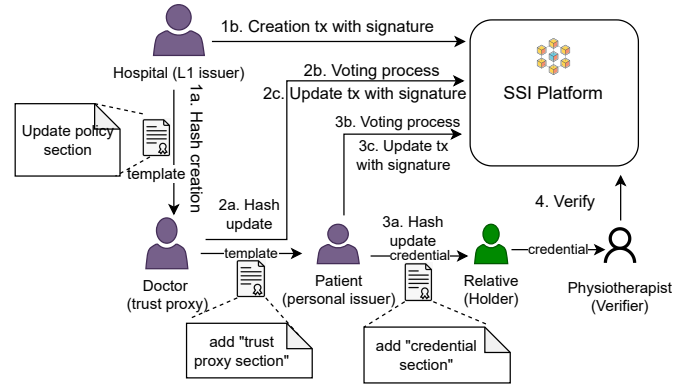 1b. Creation tx with signature
Hospital (L1 issuer)
SSI Platform
2b. Voting process
2c. Update tx with signature
1a. Hash creation
Update policy
section
template
3b. Voting process
3c. Update tx
with signature
2a. Hash
update
template
3a. Hash
update
credential
4. Verify
credential
Doctor
(trust proxy)
Patient
(personal issuer)
Relative
(Holder)
Physiotherapist
(Verifier)
add "trust
proxy section"
add "credential
section"